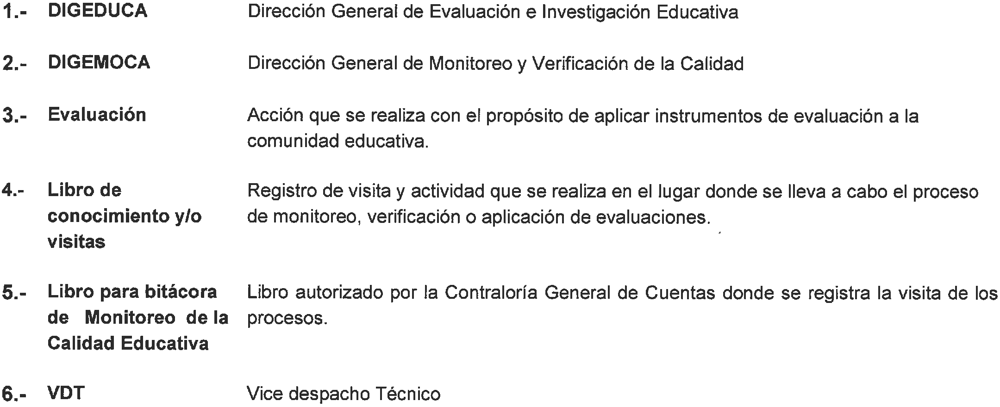 1.- DIGEDUCA Dirección General de Evaluación e Investigación Educativa
2.- DIGEMOCA Dirección General de Monitoreo y Verificación de la Calidad
3.- Evaluación Acción que se realiza con el propósito de aplicar instrumentos de evaluación a la
comunidad educativa.
4.- Libro de Registro de visita y actividad que se realiza en el lugar donde se lleva a cabo el proceso
conocimiento y/o de monitoreo, verificación o aplicación de evaluaciones.
visitas
5.- Libro para bitácora Libro autorizado por la Contraloría General de Cuentas donde se registra la visita de los
de Monitoreo de la procesos.
Calidad Educativa
6.- VDT Vice despacho Técnico